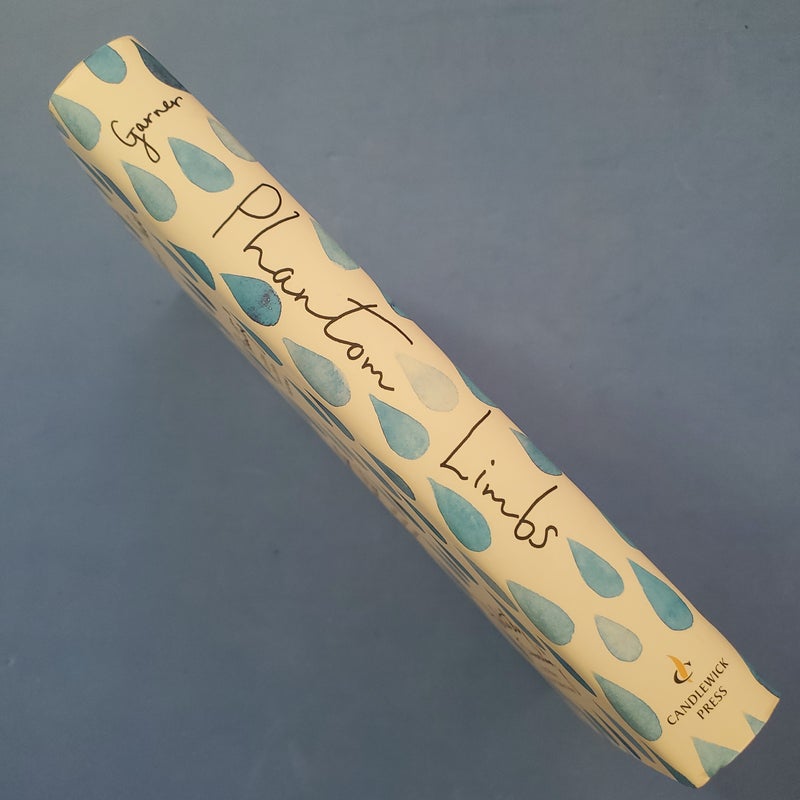 Garner
Phantom
Limbs
CANDLEWICK
PRESS